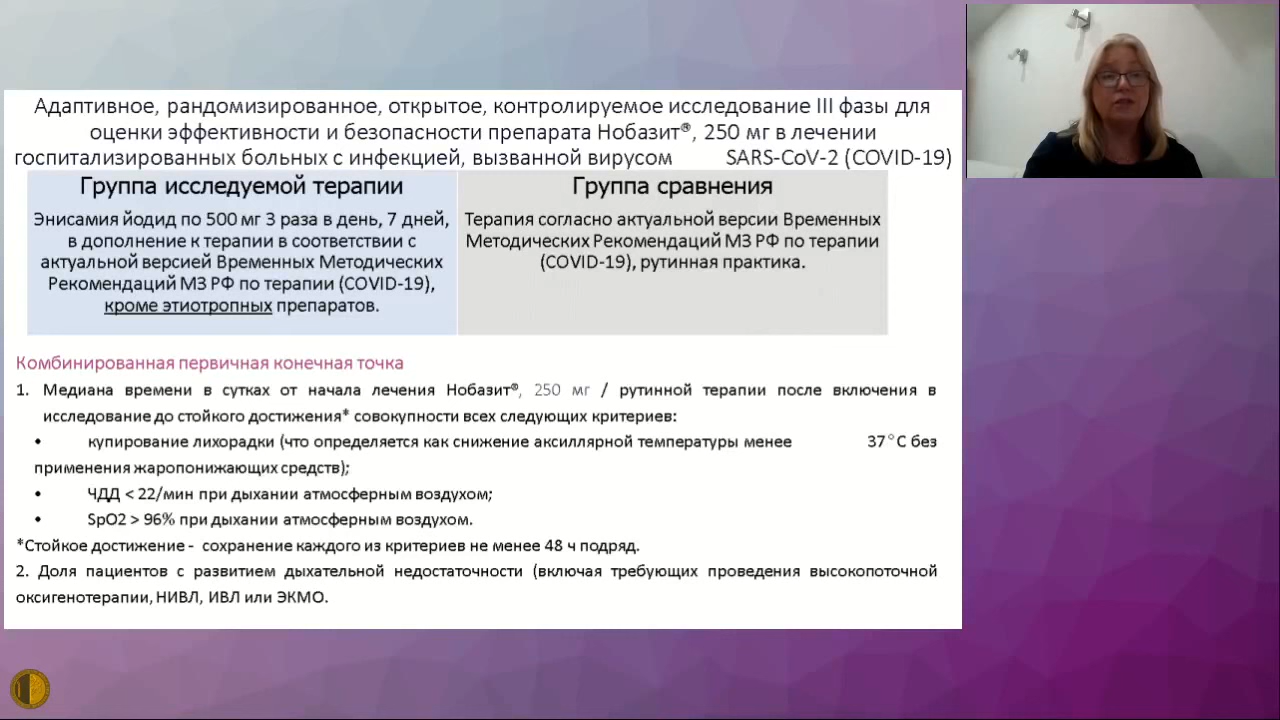 Адаптивное, рандомизированное, открытое, контролируемое исследование III фазы для
оценки эффективности и безопасности препарата Нобазит®, 250 мг в лечении
госпитализированных больных с инфекцией, вызванной вирусом SARS-CoV-2 (COVID-19)
Группа исследуемой терапии
Энисамия йодид по 500 мг 3 раза в день, 7 дней,
в дополнение к терапии в соответствии с
актуальной версией Временных Методических
Рекомендаций МЗ РФ по терапии (COVID-19),
кроме этиотропных препаратов.
Группа сравнения
Терапия согласно актуальной версии Временных
Методических Рекомендаций МЗ РФ по терапии
(COVID-19), рутинная практика.
Комбинированная первичная конечная точка
1. Медиана времени в сутках от начала лечения Нобазит®, 250 мг / рутинной терапии после включения в
исследование до стойкого достижения* совокупности всех следующих критериев:
• купирование лихорадки (что определяется как снижение аксиллярной температуры менее 37°C без
применения жаропонижающих средств);
• ЧДД < 22/мин при дыхании атмосферным воздухом;
• SpO2 > 96% при дыхании атмосферным воздухом.
*Стойкое достижение - сохранение каждого из критериев не менее 48 ч подряд.
2. Доля пациентов с развитием дыхательной недостаточности (включая требующих проведения высокопоточной
оксигенотерапии, НИВЛ, ИВЛ или ЭКМО.